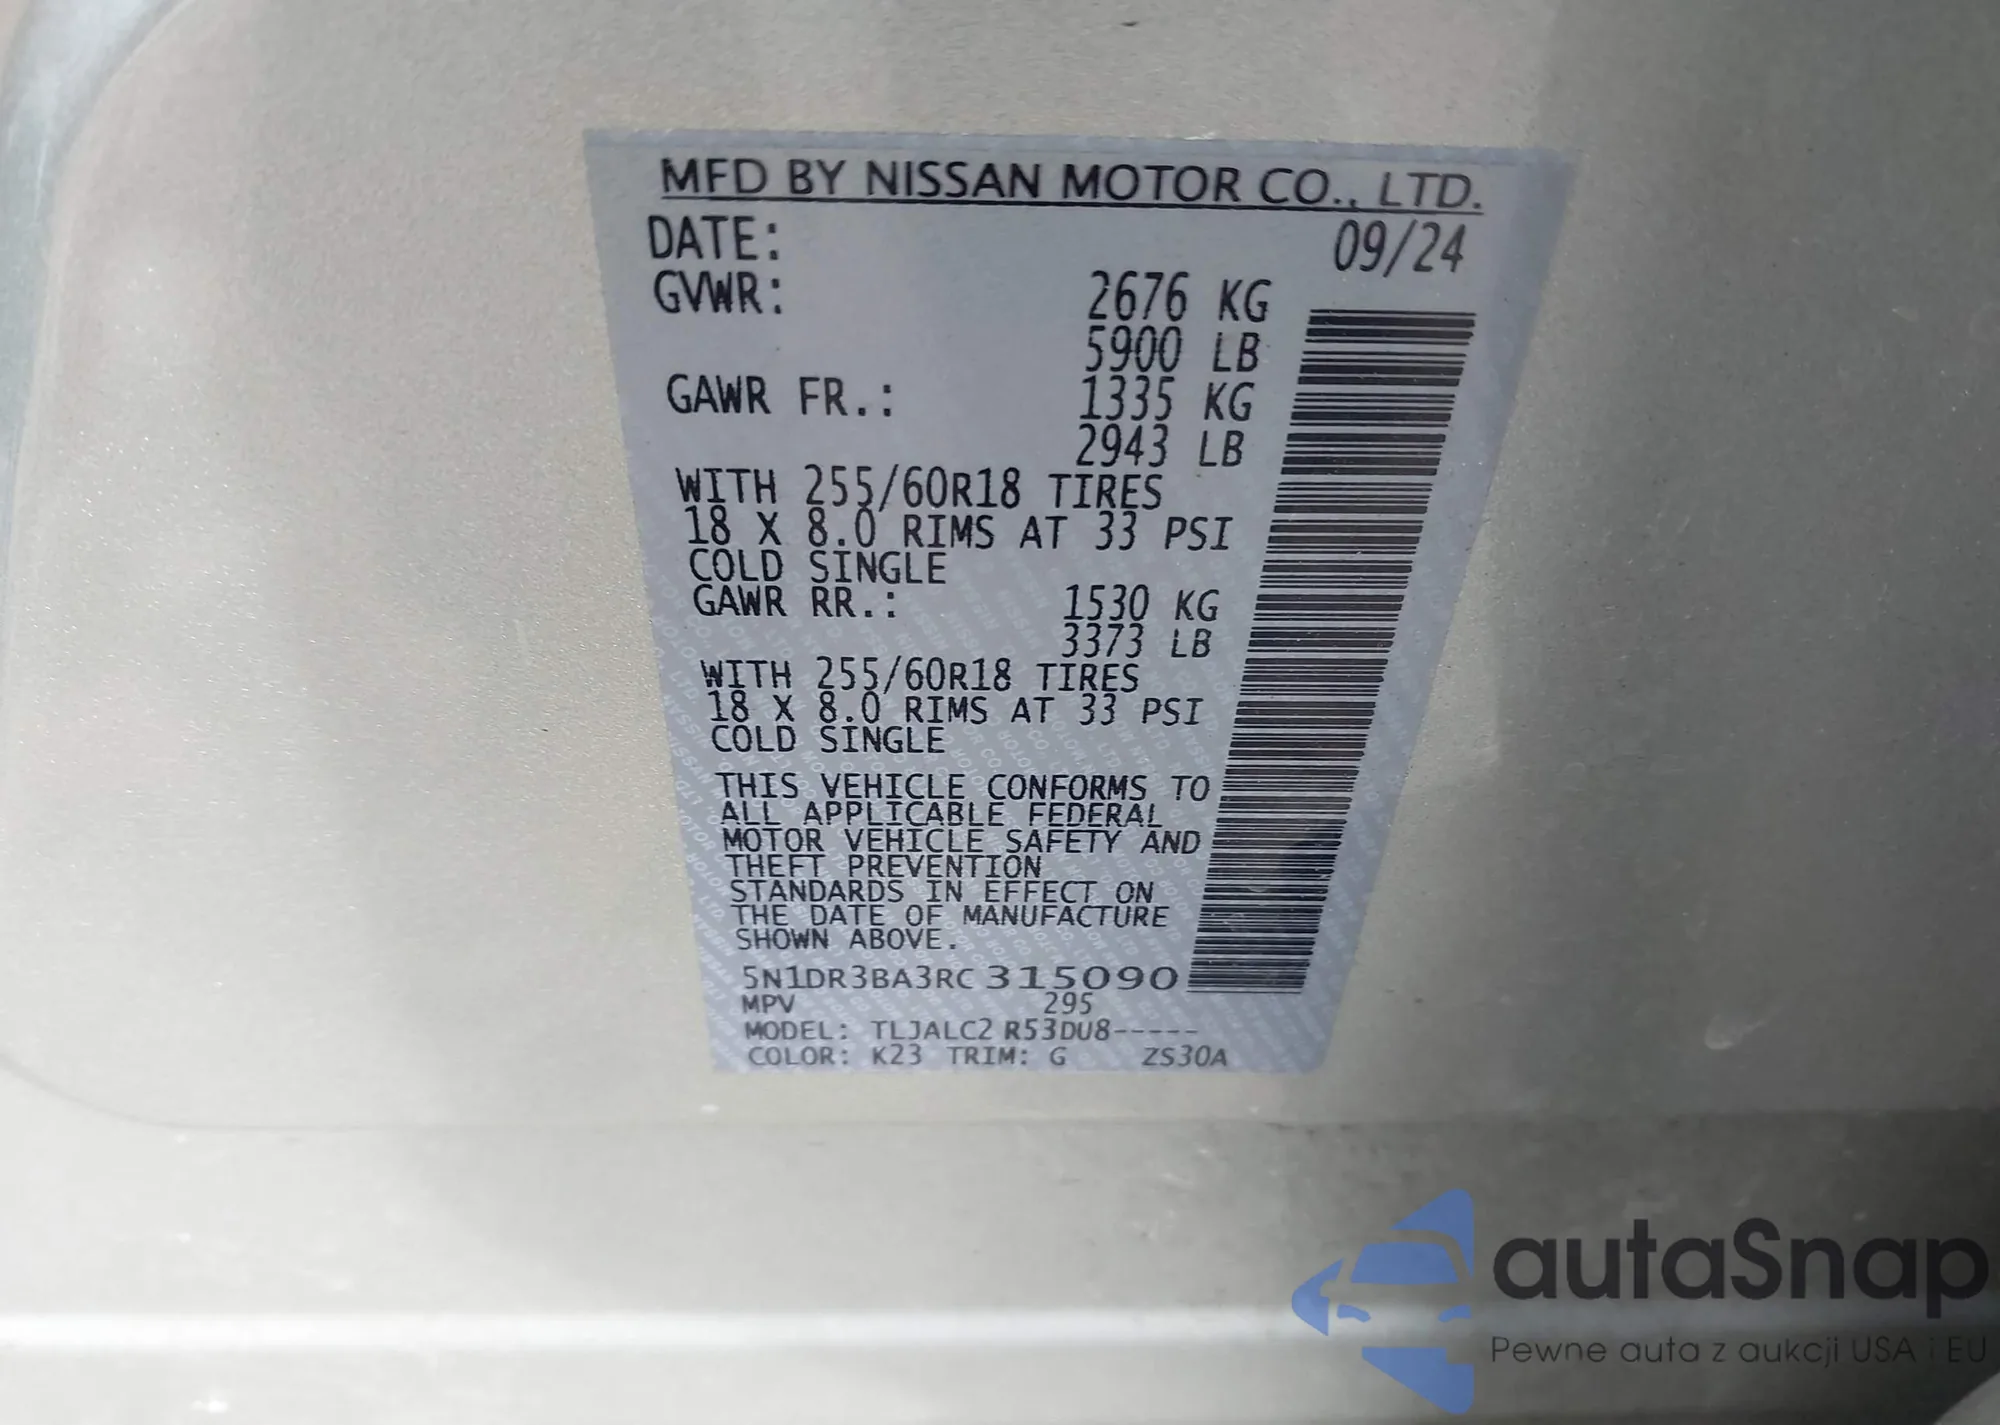 MFD BY NISSAN MOTOR CO., LTD.
DATE: 09/24
GVWR: 2676 KG
5900 LB
GAWR FR.: 1335 KG
2943 LB
WITH 255/60R18 TIRES
18 X 8.0 RIMS AT 33 PSI
COLD SINGLE
GAWR RR.: 1530 KG
3373 LB
WITH 255/60R18 TIRES
18 X 8.0 RIMS AT 33 PSI
COLD SINGLE
THIS VEHICLE CONFORMS TO
ALL APPLICABLE FEDERAL
MOTOR VEHICLE SAFETY AND
THEFT PREVENTION
STANDARDS IN EFFECT ON
THE DATE OF MANUFACTURE
SHOWN ABOVE.
5N1DR3BA3RC315090
MPV 295
MODEL: TLJALC2 R53DU8-----
COLOR: K23 TRIM: G ZS30A
autaSnap
Pewne auta z aukcji USA i EU